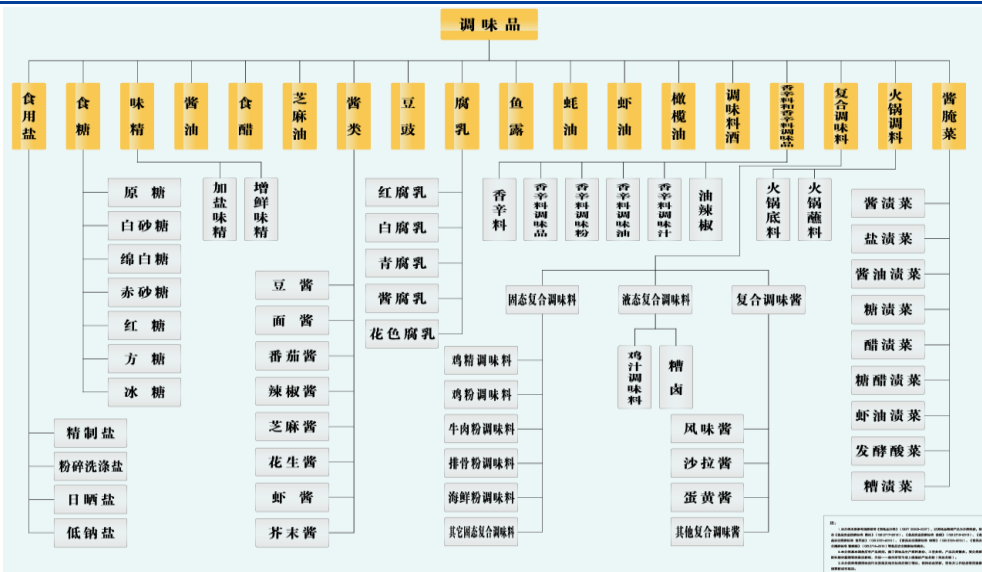 调味品
食用盐
食糖
味精
酱油
食醋
芝麻油
酱类
豆豉
腐乳
鱼露
蚝油
虾油
橄榄油
调味料酒
香辛料和香辛料调味品
复合调味料
火锅调料
酱腌菜
原糖
白砂糖
绵白糖
赤砂糖
红糖
方糖
冰糖
加盐味精
增鲜味精
红腐乳
白腐乳
青腐乳
酱腐乳
花色腐乳
香辛料
香辛料调味品
香辛料调味粉
香辛料调味油
香辛料调味汁
油辣椒
火锅底料
火锅蘸料
酱渍菜
盐渍菜
酱油渍菜
糖渍菜
醋渍菜
糖醋渍菜
虾油渍菜
发酵酸菜
糟渍菜
豆酱
面酱
番茄酱
辣椒酱
芝麻酱
花生酱
虾酱
芥末酱
固态复合调味料
液态复合调味料
复合调味酱
鸡精调味料
鸡粉调味料
牛肉粉调味料
排骨粉调味料
海鲜粉调味料
其它固态复合调味料
鸡汁调味料
糟卤
风味酱
沙拉酱
蛋黄酱
其他复合调味酱
精制盐
粉碎洗涤盐
日晒盐
低钠盐
注: